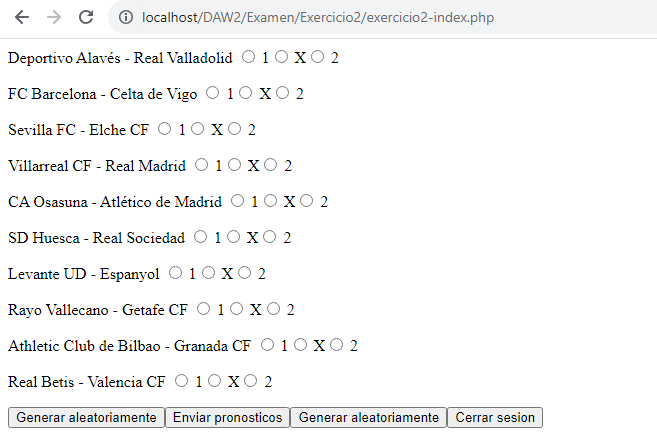 localhost/DAW2/Examen/Exercicio2/exercicio2-index.php
Deportivo Alavés - Real Valladolid 1 X 2
FC Barcelona - Celta de Vigo 1 X 2
Sevilla FC - Elche CF 1 X 2
Villarreal CF - Real Madrid 1 X 2
CA Osasuna - Atlético de Madrid 1 X 2
SD Huesca - Real Sociedad 1 X 2
Levante UD - Espanyol 1 X 2
Rayo Vallecano - Getafe CF 1 X 2
Athletic Club de Bilbao - Granada CF 1 X 2
Real Betis - Valencia CF 1 X 2
Generar aleatoriamente Enviar pronosticos Generar aleatoriamente Cerrar sesion